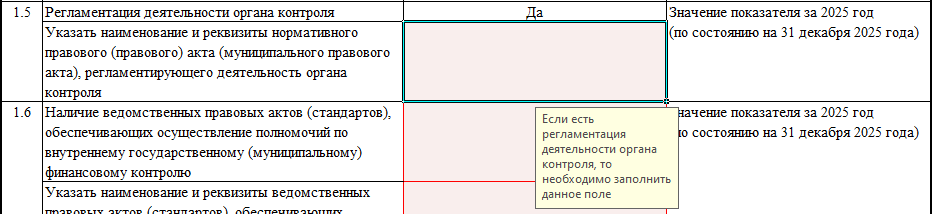 1.5 Регламентация деятельности органа контроля Да Значение показателя за 2025 год
(по состоянию на 31 декабря 2025 года)
Указать наименование и реквизиты нормативного
правового (правового) акта (муниципального правового
акта), регламентирующего деятельность органа
контроля
1.6 Наличие ведомственных правовых актов (стандартов),
обеспечивающих осуществление полномочий по
внутреннему государственному (муниципальному)
финансовому контролю
Если есть
регламентация
деятельности органа
контроля, то
необходимо заполнить
данное поле
начение показателя за 2025 год
по состоянию на 31 декабря 2025 года)
Указать наименование и реквизиты ведомственных
правовых актов (стандартов), обеспечивающих